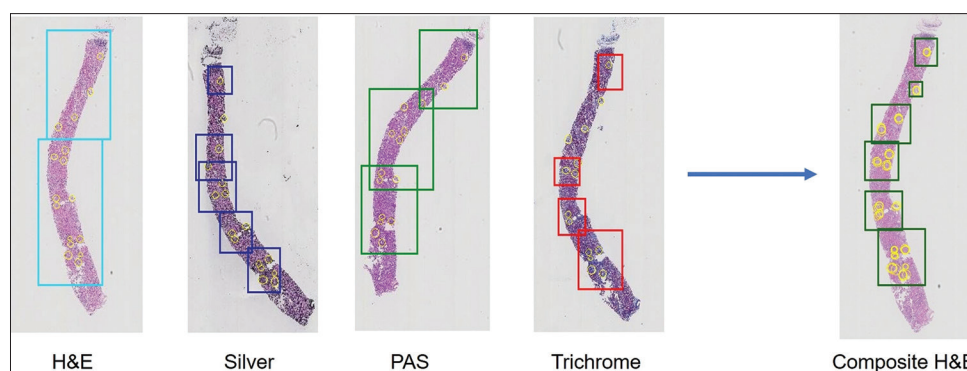 H&E
Silver
PAS
Trichrome
Composite H&E